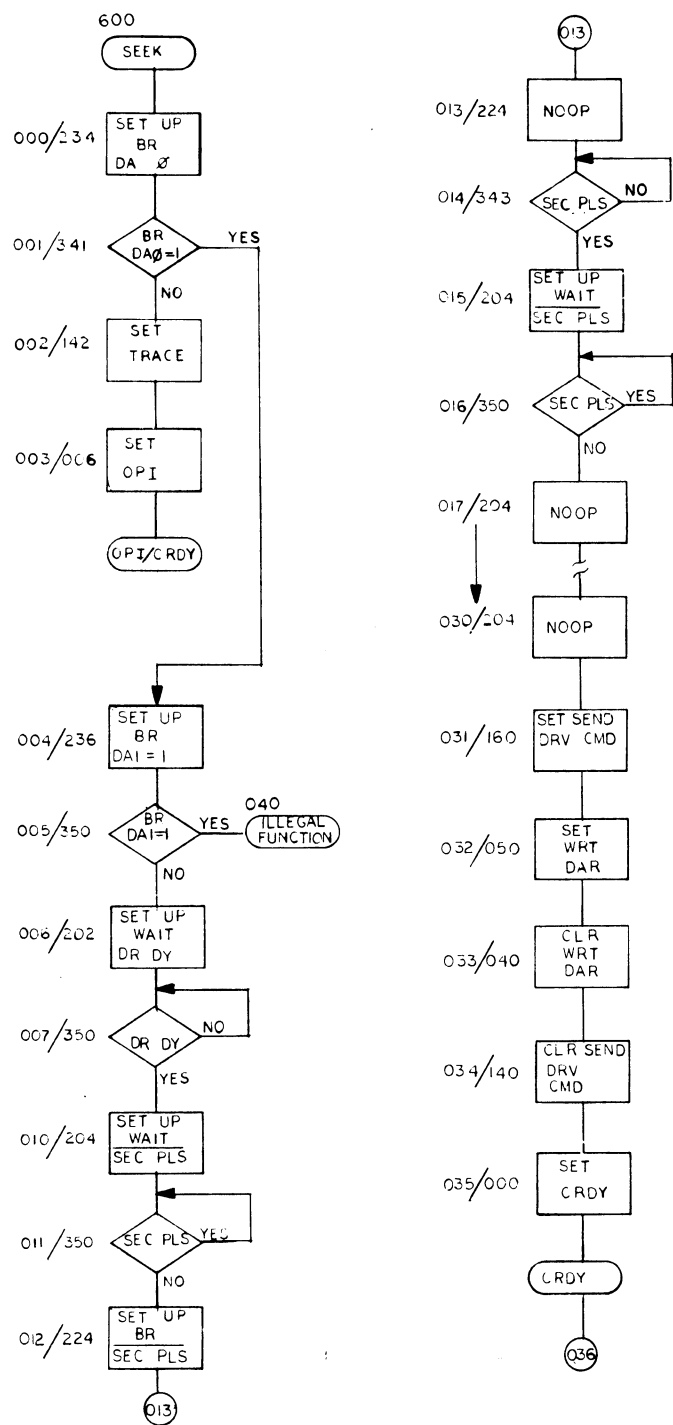 600
SEEK
000/234
SET UP
BR
DA Ø
001/341
BR
DAØ=1
YES
NO
002/142
SET
TRACE
003/006
SET
OPI
OPI/CRDY
004/236
SET UP
BR
DA1 = 1
005/350
BR
DA1=1
YES
040
ILLEGAL
FUNCTION
NO
006/202
SET UP
WAIT
DR DY
007/350
DR DY
NO
YES
010/204
SET UP
WAIT
SEC PLS
011/350
SEC PLS
YES
NO
012/224
SET UP
BR
SEC PLS
013
013
013/224
NOOP
014/343
SEC PLS
NO
YES
015/204
SET UP
WAIT
SEC PLS
016/350
SEC PLS
YES
NO
017/204
NOOP
030/204
NOOP
031/160
SET SEND
DRV CMD
032/050
SET
WRT
DAR
033/040
CLR
WRT
DAR
034/140
CLR SEND
DRV
CMD
035/000
SET
CRDY
CRDY
036